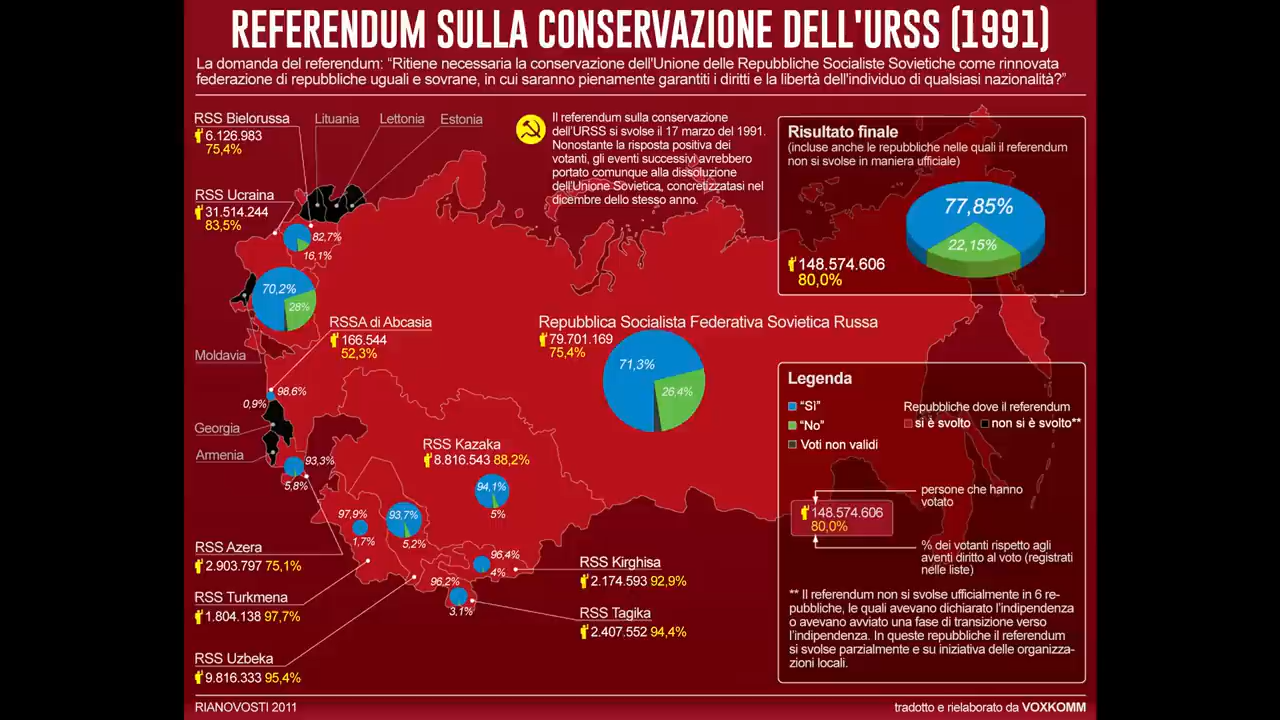 REFERENDUM SULLA CONSERVAZIONE DELL'URSS (1991)
La domanda del referendum: “Ritiene necessaria la conservazione dell'Unione delle Repubbliche Socialiste Sovietiche come rinnovata
federazione di repubbliche uguali e sovrane, in cui saranno pienamente garantiti i diritti e la libertà dell'individuo di qualsiasi nazionalità?”
RSS Bielorussa
6.126.983
75,4%
Lituania
Lettonia
Estonia
Il referendum sulla conservazione
dell'URSS si svolse il 17 marzo del 1991.
Nonostante la risposta positiva dei
votanti, gli eventi successivi avrebbero
portato comunque alla dissoluzione
dell'Unione Sovietica, concretizzatasi nel
dicembre dello stesso anno.
Risultato finale
(incluse anche le repubbliche nelle quali il referendum
non si svolse in maniera ufficiale)
77,85%
22,15%
148.574.606
80,0%
RSS Ucraina
31.514.244
83,5%
82,7%
16,1%
70,2%
28%
RSSA di Abcasia
166.544
52,3%
Repubblica Socialista Federativa Sovietica Russa
79.701.169
75,4%
71,3%
26,4%
Moldavia
98,6%
0,9%
Georgia
Armenia
93,3%
5,8%
RSS Kazaka
8.816.543 88,2%
94,1%
5%
97,9%
1,7%
93,7%
5,2%
96,4%
4%
96,2%
3,1%
RSS Azera
2.903.797 75,1%
RSS Turkmena
1.804.138 97,7%
RSS Uzbeka
9.816.333 95,4%
RSS Kirghisa
2.174.593 92,9%
RSS Tagika
2.407.552 94,4%
Legenda
“Sì”
“No”
Voti non validi
Repubbliche dove il referendum
si è svolto
non si è svolto**
148.574.606
80,0%
persone che hanno
votato
% dei votanti rispetto agli
aventi diritto al voto (registrati
nelle liste)
** Il referendum non si svolse ufficialmente in 6 re-
pubbliche, le quali avevano dichiarato l'indipendenza
o avevano avviato una fase di transizione verso
l'indipendenza. In queste repubbliche il referendum
si svolse parzialmente e su iniziativa delle organizza-
zioni locali.
RIANOVOSTI 2011
tradotto e rielaborato da VOXKOMM